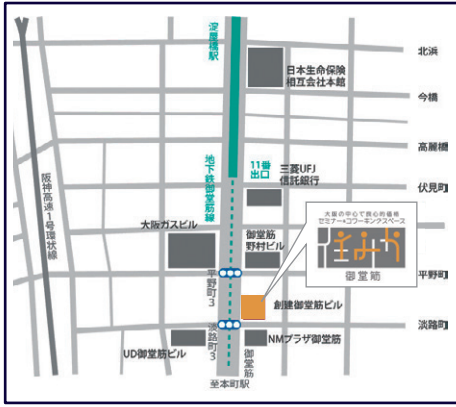 淀屋橋駅
北浜
日本生命保険
相互会社本館
今橋
高麗橋
地下鉄御堂筋線
11番
出口
三菱UFJ
信託銀行
伏見町
阪神高速1号環状線
大阪の中心で良心的価格
セミナー・コワーキングスペース
大阪ガスビル
御堂筋
野村ビル
御堂筋
平野町3
平野町
創建御堂筋ビル
淡路町3
淡路町
UD御堂筋ビル
御堂筋
NMプラザ御堂筋
至本町駅